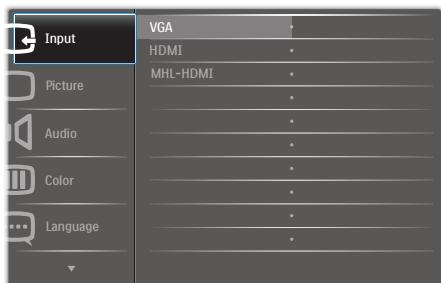 Input
Picture
Audio
Color
Language
VGA
HDMI
MHL-HDMI